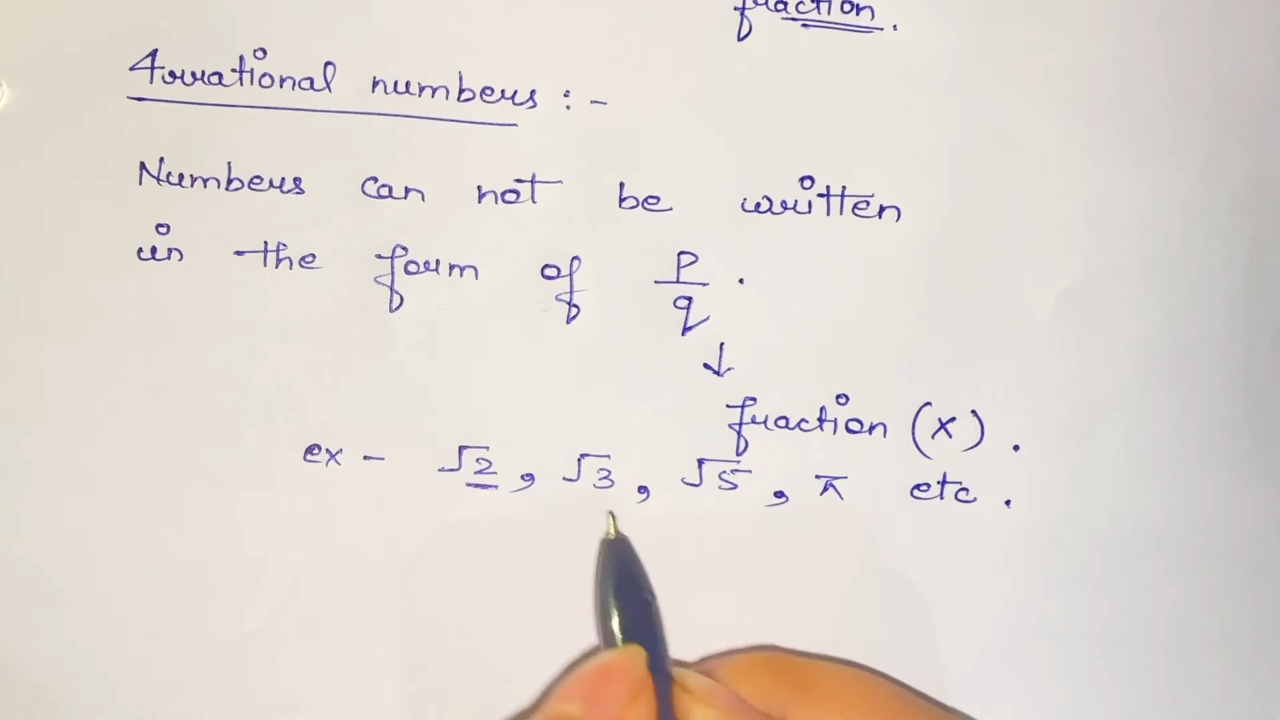 fraction.
Irrational numbers :-
Numbers can not be written
in the form of p/q .
↓
fraction (x) .
ex - √2 , √3 , √5 , π etc .